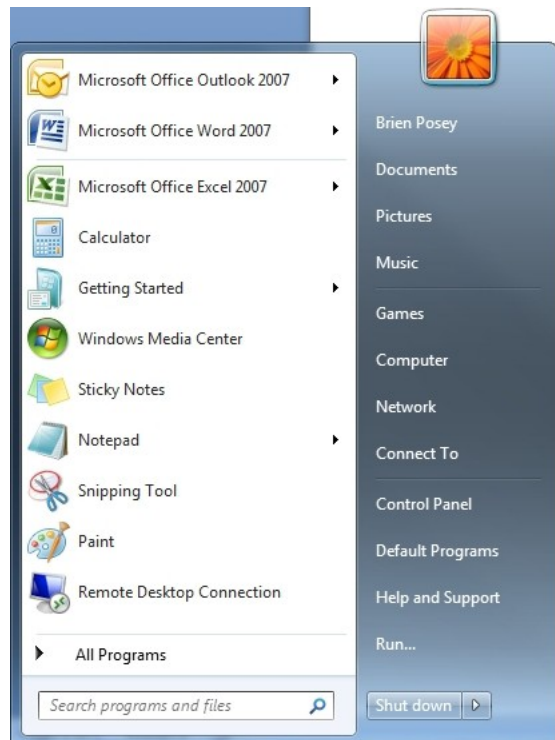 Microsoft Office Outlook 2007
Microsoft Office Word 2007
Microsoft Office Excel 2007
Calculator
Getting Started
Windows Media Center
Sticky Notes
Notepad
Snipping Tool
Paint
Remote Desktop Connection
All Programs
Search programs and files
Brien Posey
Documents
Pictures
Music
Games
Computer
Network
Connect To
Control Panel
Default Programs
Help and Support
Run...
Shut down